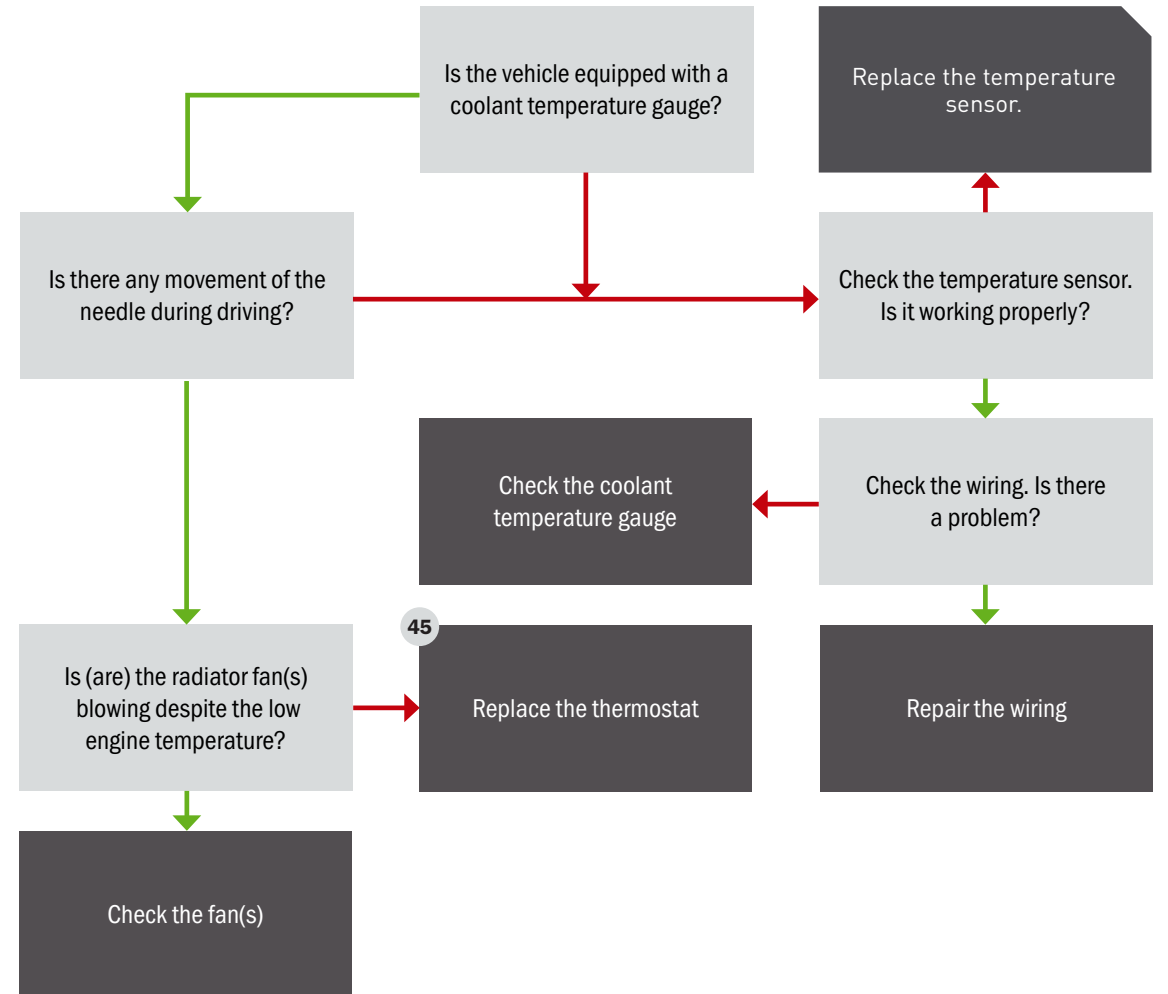 Is the vehicle equipped with a
coolant temperature gauge?
Replace the temperature
sensor.
Is there any movement of the
needle during driving?
Check the temperature sensor.
Is it working properly?
Check the coolant
temperature gauge
Check the wiring. Is there
a problem?
Is (are) the radiator fan(s)
blowing despite the low
engine temperature?
45
Replace the thermostat
Repair the wiring
Check the fan(s)